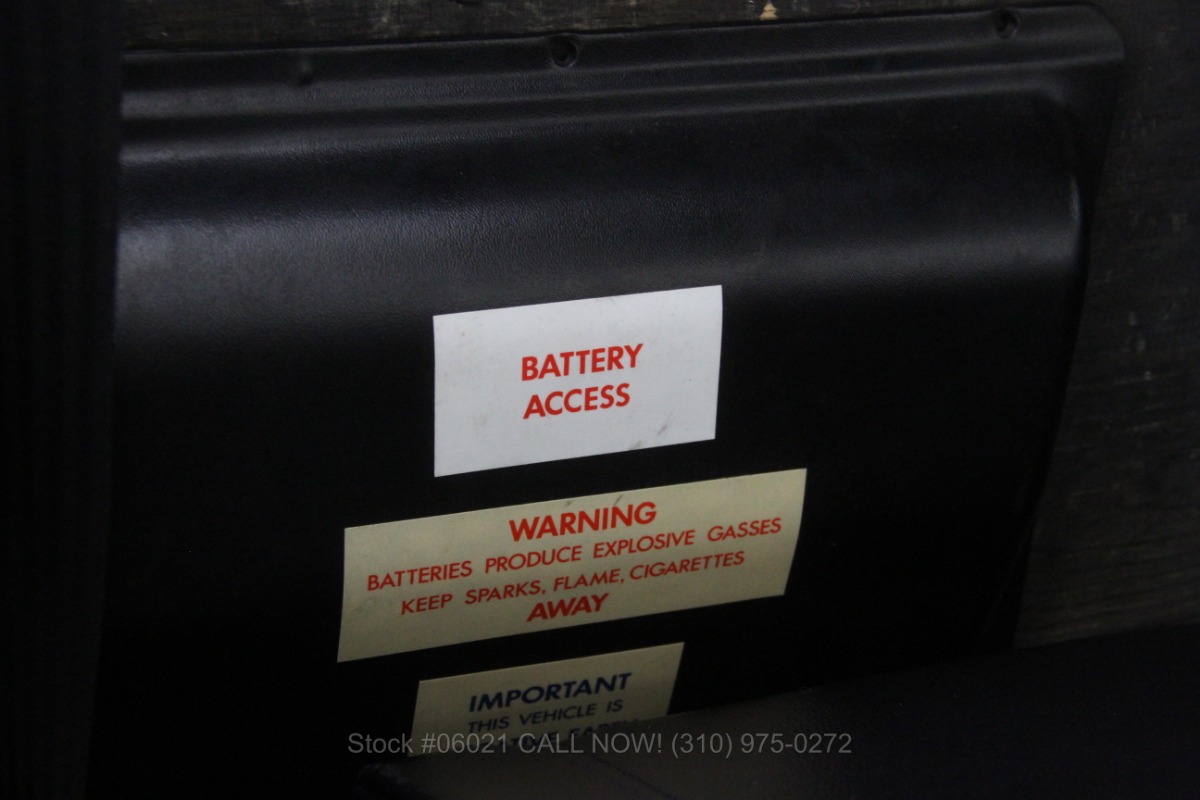 BATTERY
ACCESS
WARNING
BATTERIES PRODUCE EXPLOSIVE GASSES
KEEP SPARKS, FLAME, CIGARETTES
AWAY
IMPORTANT
THIS VEHICLE IS
Stock #06021 CALL NOW! (310) 975-0272